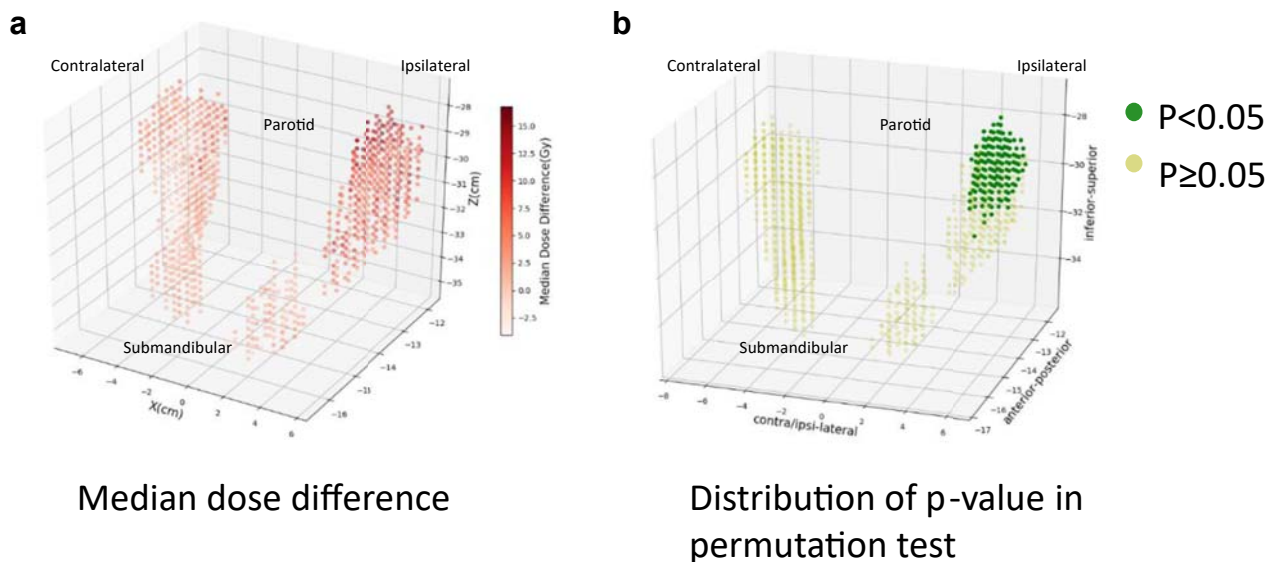 a
Contralateral
Ipsilateral
Parotid
Submandibular
−28
−29
−30
−31
−32
−33
−34
−35
Z(cm)
−12
−13
−14
−15
−16
−6
−4
−2
0
2
4
6
X(cm)
15.0
12.5
10.0
7.5
5.0
2.5
0.0
−2.5
Median Dose Difference(Gy)
Median dose difference
b
Contralateral
Ipsilateral
Parotid
Submandibular
−28
−30
−32
−34
inferior-superior
−12
−13
−14
−15
−16
−17
anterior-posterior
−8
−6
−4
−2
0
2
4
6
contra/ipsi-lateral
P<0.05
P≥0.05
Distribution of p-value in
permutation test